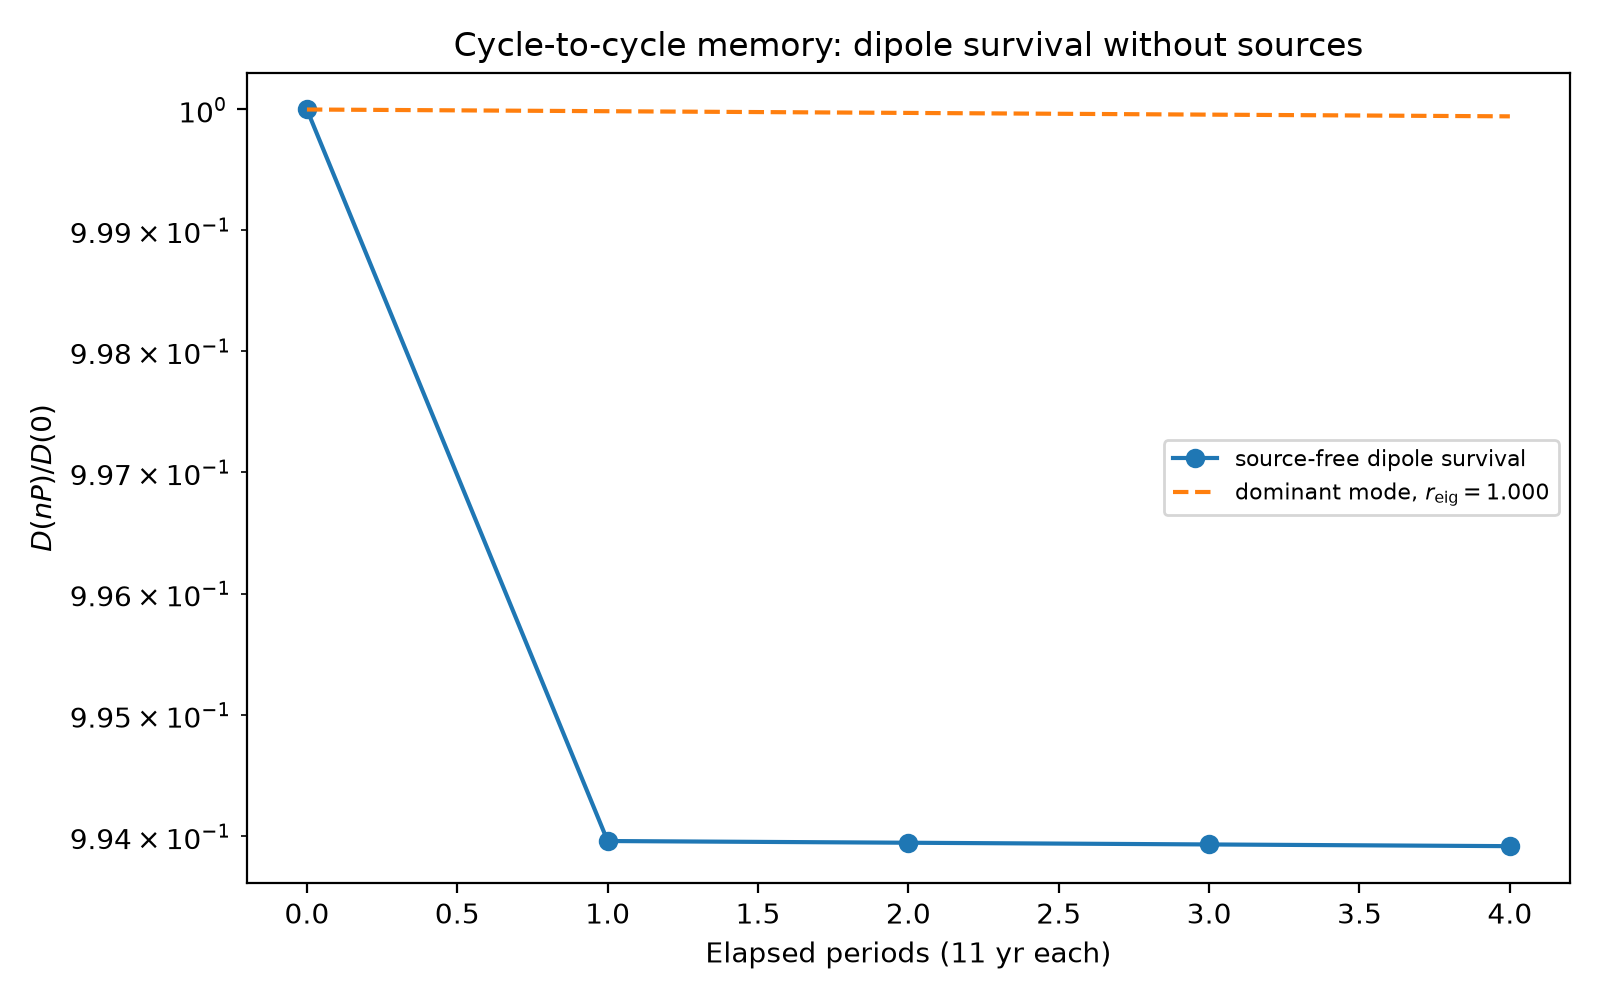 Cycle-to-cycle memory: dipole survival without sources
10⁰
9.99 × 10⁻¹
9.98 × 10⁻¹
9.97 × 10⁻¹
9.96 × 10⁻¹
9.95 × 10⁻¹
9.94 × 10⁻¹
D(nP)/D(0)
source-free dipole survival
dominant mode, r_eig = 1.000
0.0 0.5 1.0 1.5 2.0 2.5 3.0 3.5 4.0
Elapsed periods (11 yr each)